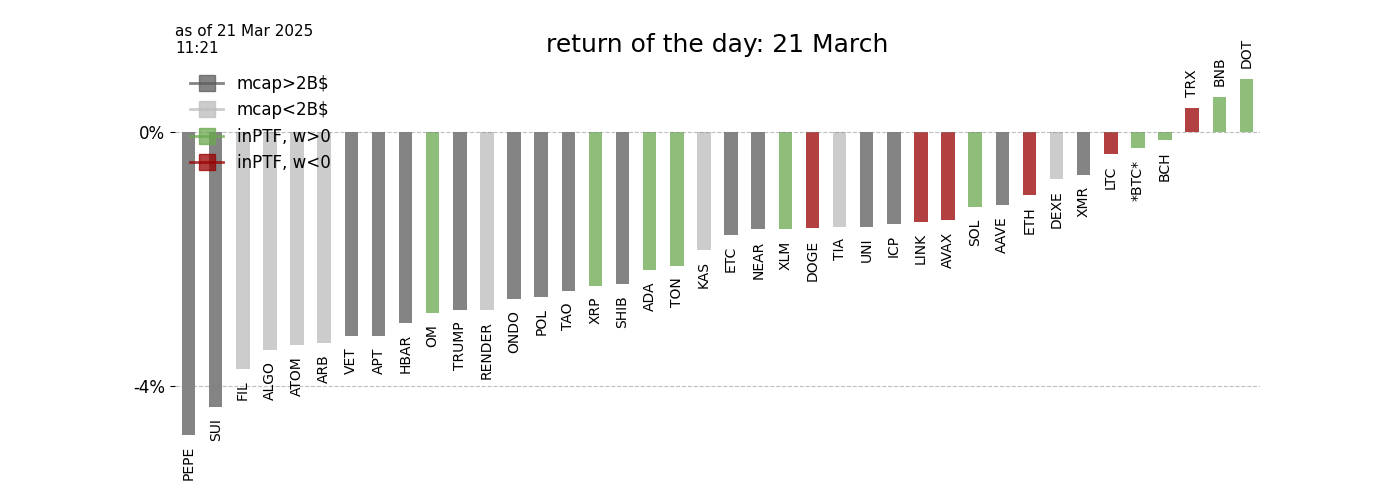 as of 21 Mar 2025
11:21
return of the day: 21 March
mcap>2B$
mcap<2B$
inPTF, w>0
inPTF, w<0
0%
-4%
PEPE
SUI
FIL
ALGO
ATOM
ARB
VET
APT
HBAR
OM
TRUMP
RENDER
ONDO
POL
TAO
XRP
SHIB
ADA
TON
KAS
ETC
NEAR
XLM
DOGE
TIA
UNI
ICP
LINK
AVAX
SOL
AAVE
ETH
DEXE
XMR
LTC
*BTC*
BCH
TRX
BNB
DOT